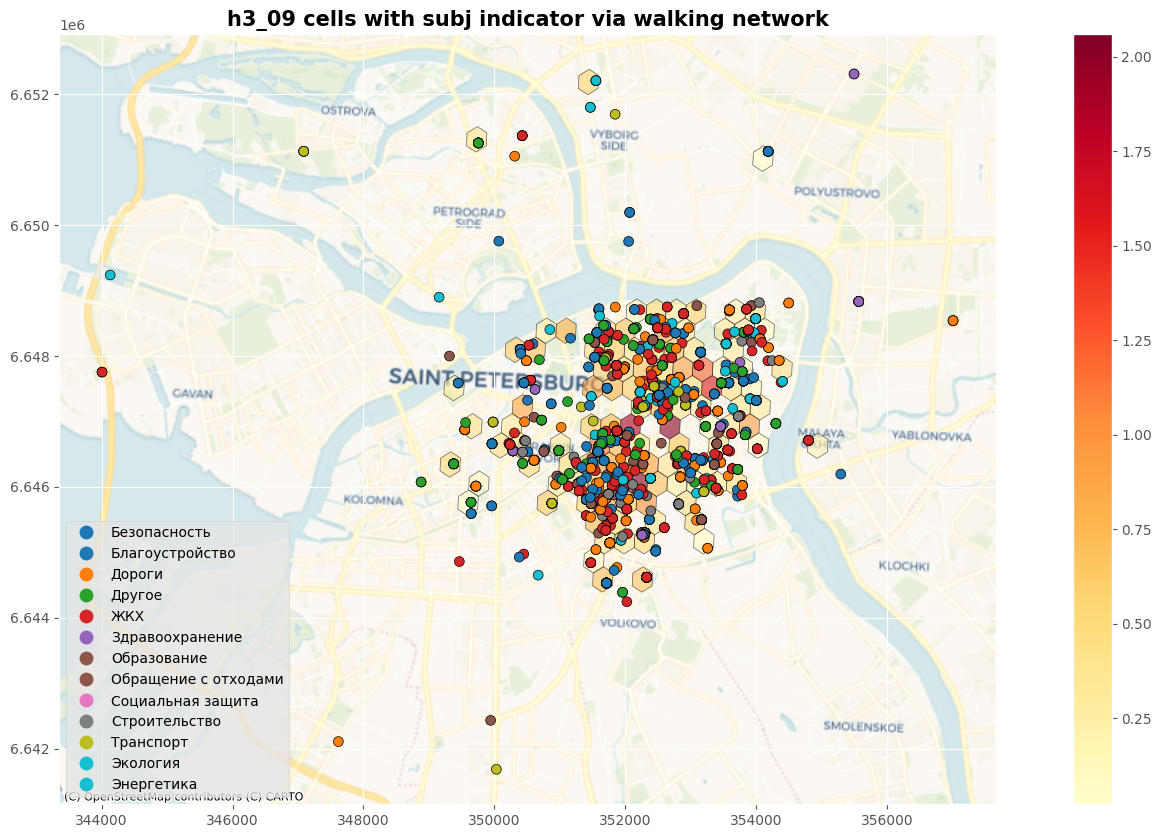 h3_09 cells with subj indicator via walking network
1e6
6.652
6.650
6.648
6.646
6.644
6.642
344000
346000
348000
350000
352000
354000
356000
2.00
1.75
1.50
1.25
1.00
0.75
0.50
0.25
OSTROVA
VYBORG
SIDE
POLYUSTROVO
PETROGRAD
SIDE
SAINT PETERSBURG
GAVAN
MALAYA
YABLONOVKA
KOLOMNA
KLOCHKI
VOLKOVO
SMOLENSKOE
Безопасность
Благоустройство
Дороги
Другое
ЖКХ
Здравоохранение
Образование
Обращение с отходами
Социальная защита
Строительство
Транспорт
Экология
Энергетика
(C) OpenStreetMap contributors (C) CARTO